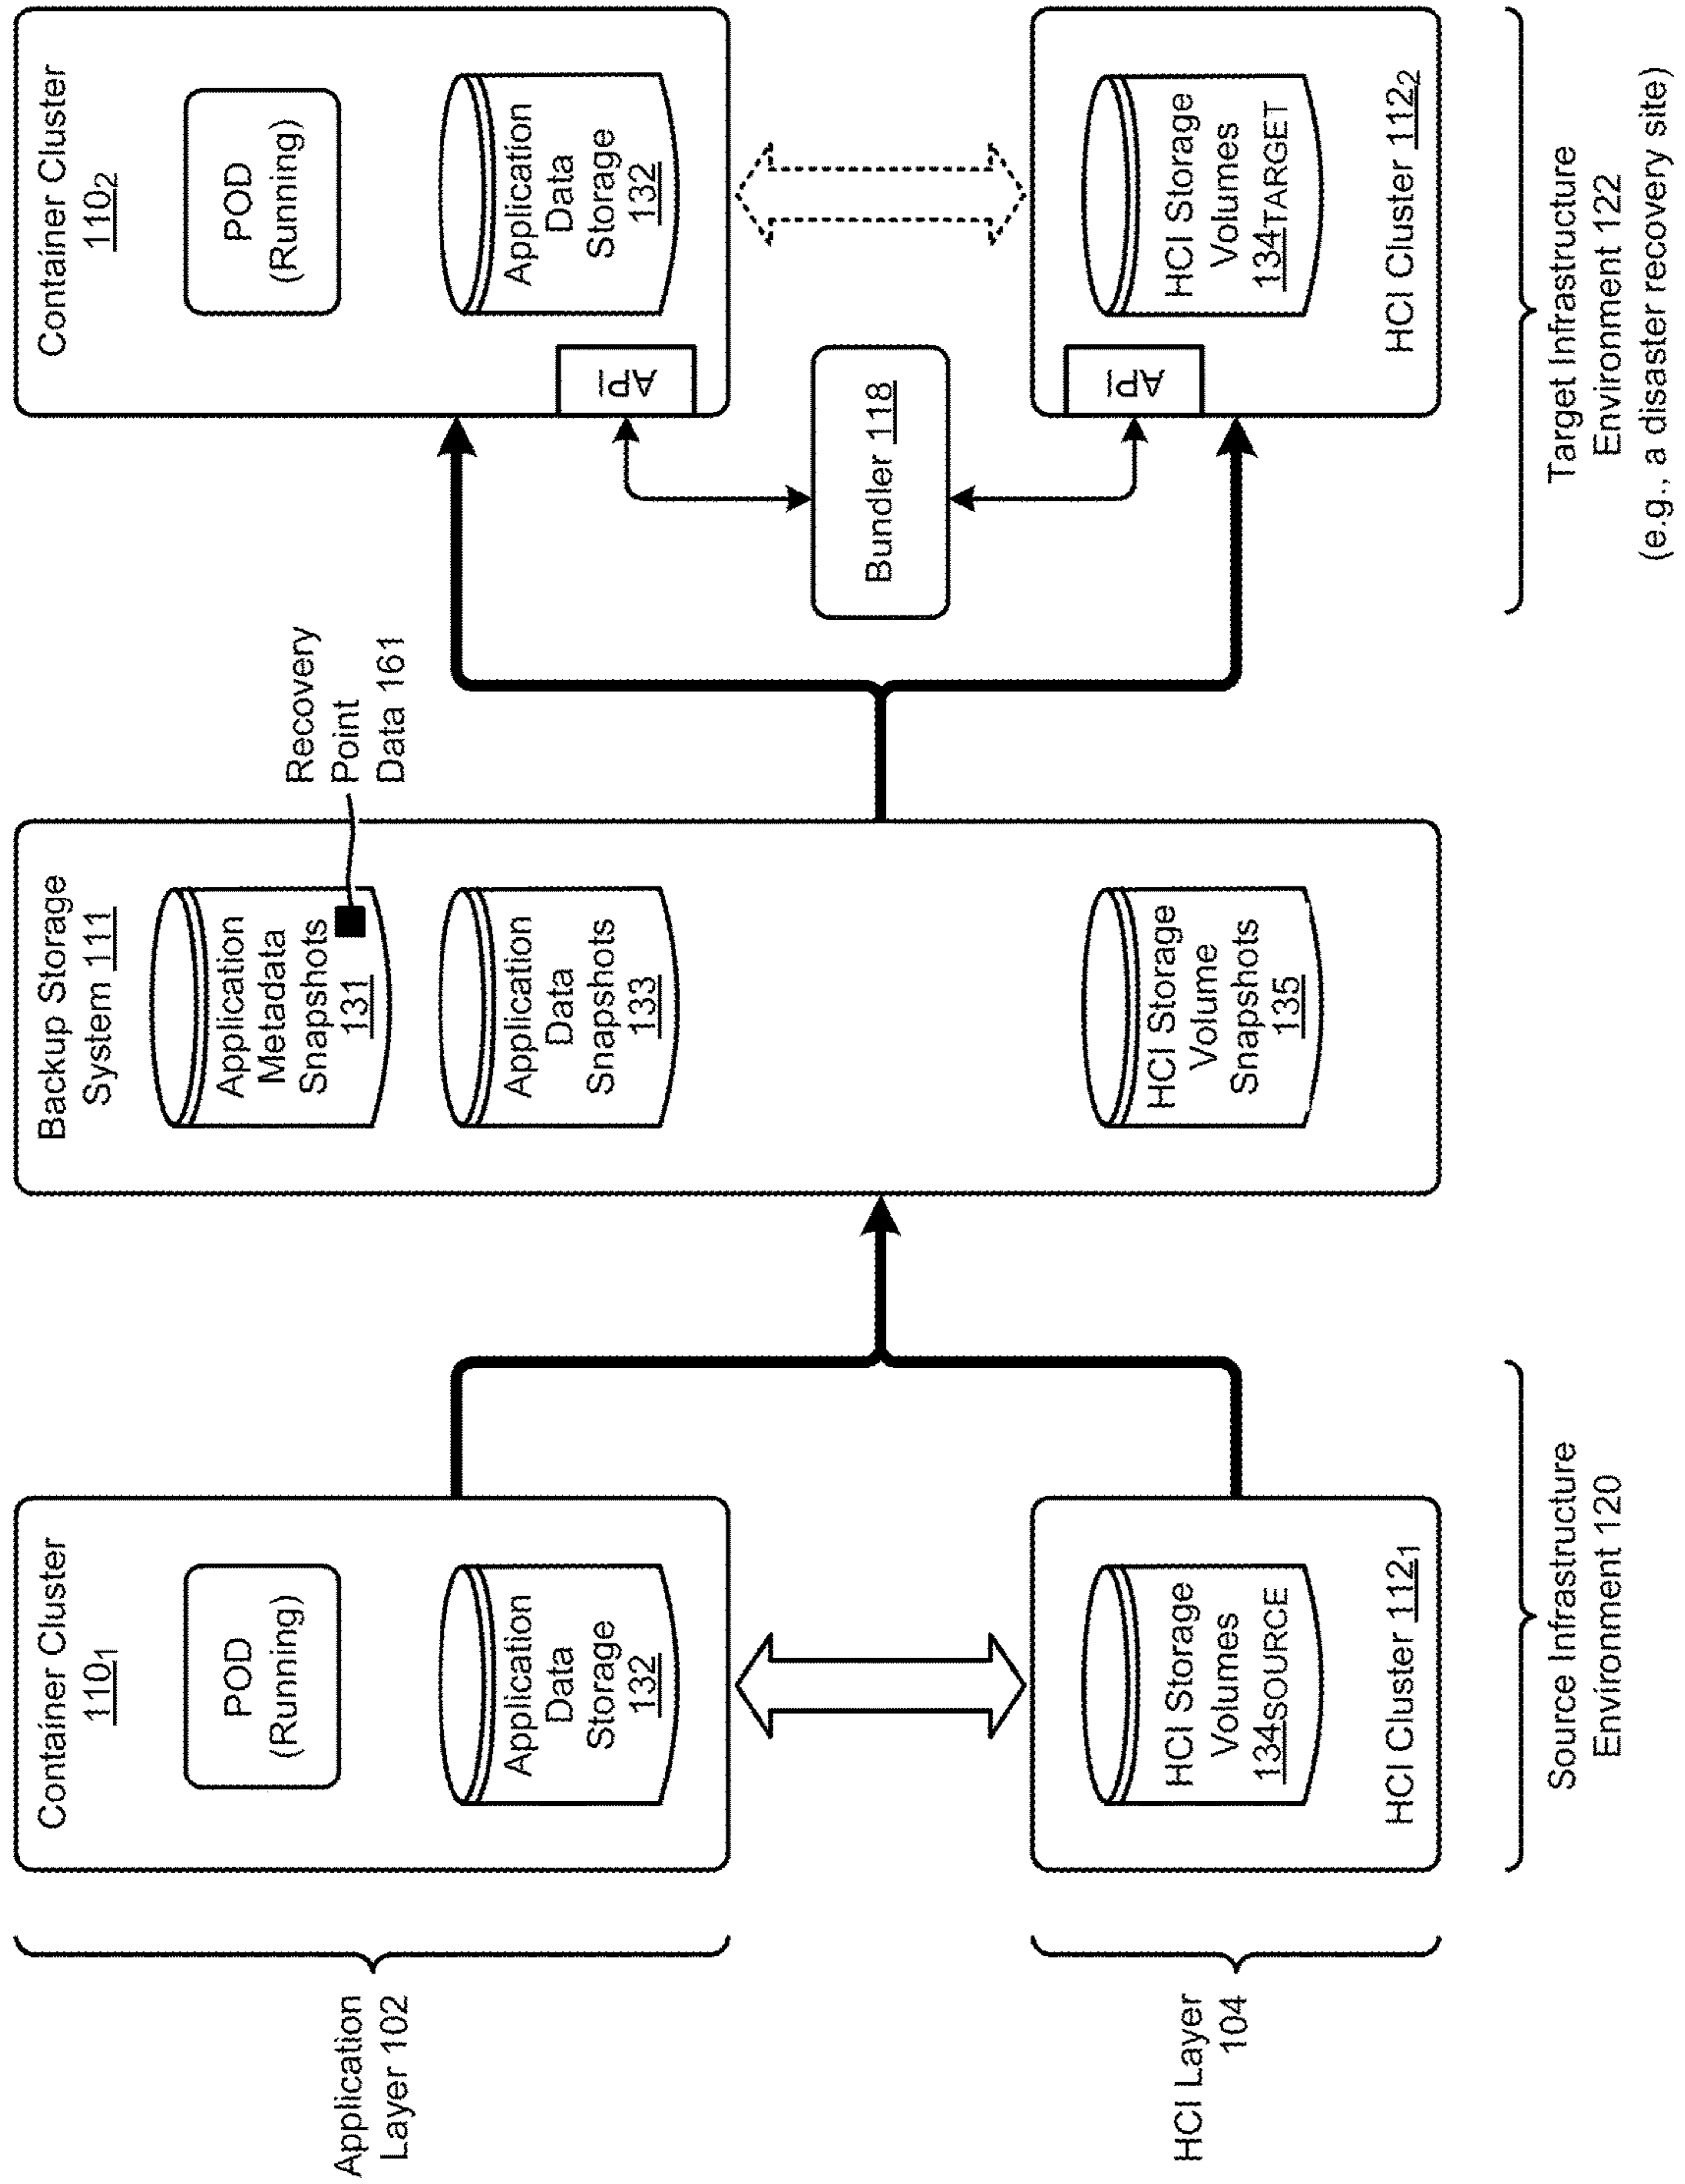 Application
Layer 102
HCI Layer
104
Container Cluster
110₁
POD
(Running)
Application
Data
Storage
132
HCI Storage
Volumes
134SOURCE
HCI Cluster 112₁
Source Infrastructure
Environment 120
Backup Storage
System 111
Application
Metadata
Snapshots
131
Recovery
Point
Data 161
Application
Data
Snapshots
133
HCI Storage
Volume
Snapshots
135
Container Cluster
110₂
POD
(Running)
Application
Data
Storage
132
API
Bundler 118
API
HCI Storage
Volumes
134TARGET
HCI Cluster 112₂
Target Infrastructure
Environment 122
(e.g., a disaster recovery site)